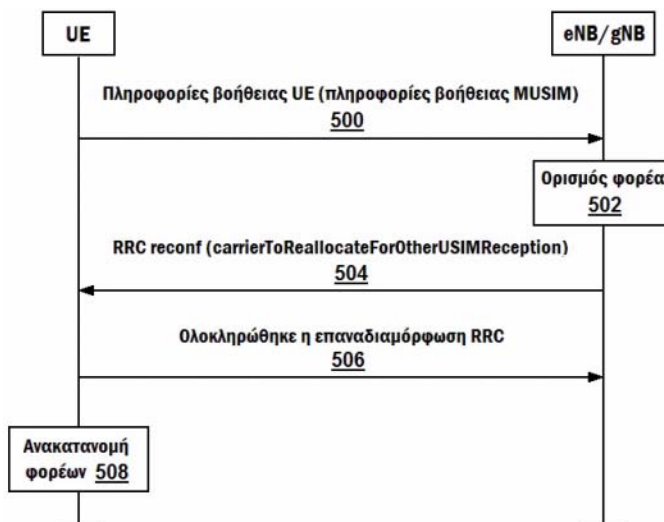 UE
eNB/gNB
Πληροφορίες βοήθειας UE (πληροφορίες βοήθειας MUSIM)
500
Ορισμός φορέα
502
RRC reconf (carrierToReallocateForOtherUSIMReception)
504
Ολοκληρώθηκε η επαναδιαμόρφωση RRC
506
Ανακατανομή
φορέων 508